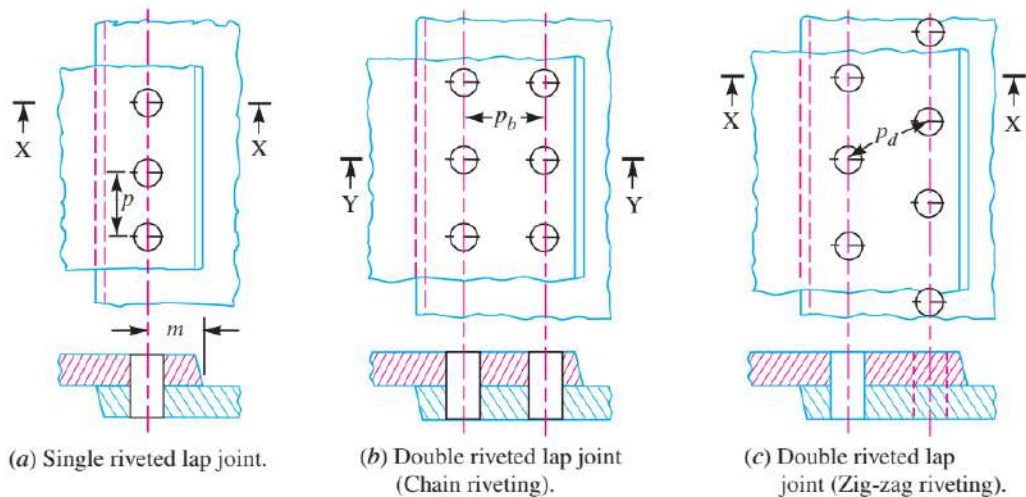 X
X
p
m
(a) Single riveted lap joint.
p_b
Y
Y
(b) Double riveted lap joint
(Chain riveting).
X
X
p_d
(c) Double riveted lap
joint (Zig-zag riveting).